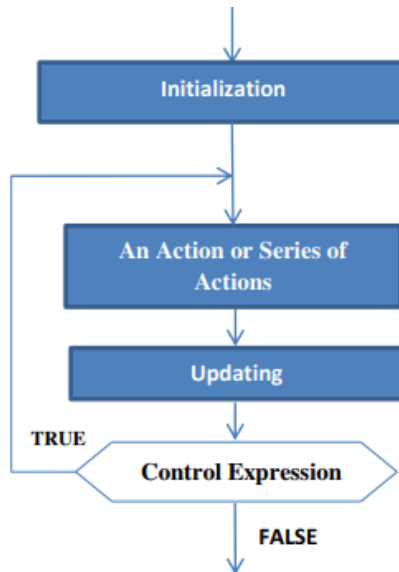 Initialization
An Action or Series of
Actions
Updating
TRUE
Control Expression
FALSE